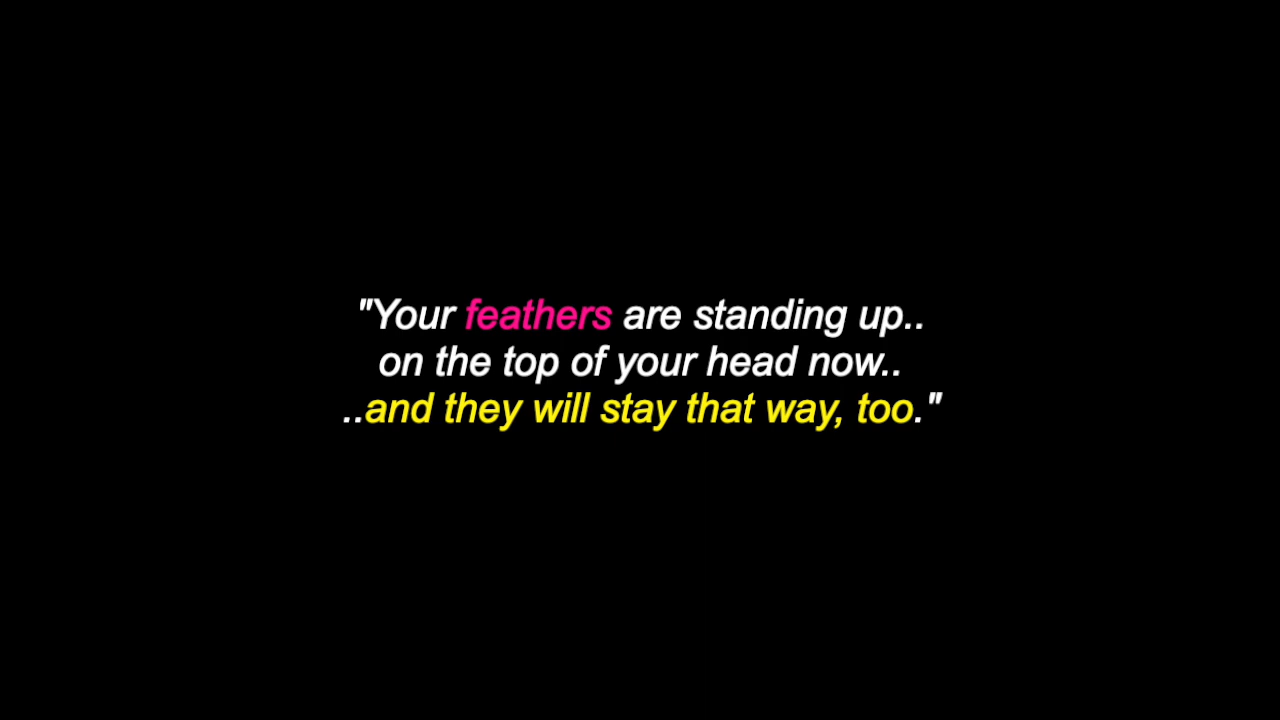 "Your feathers are standing up..
on the top of your head now..
..and they will stay that way, too."